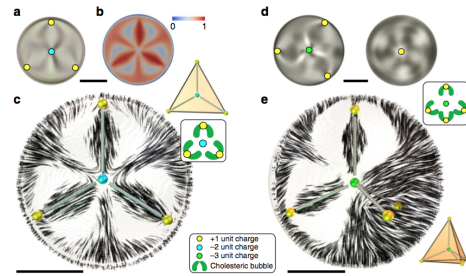 a
b
0
1
d
c
e
+1 unit charge
−2 unit charge
−3 unit charge
Cholesteric bubble